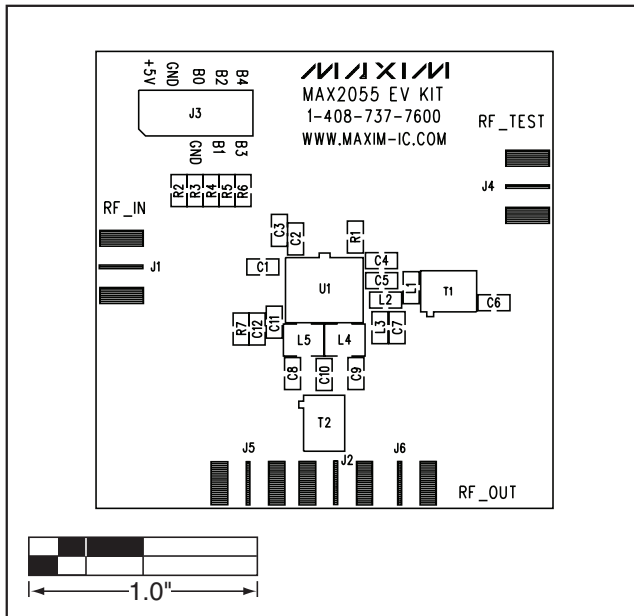 +5V GND B0 B2 B4
MAXIM
MAX2055 EV KIT
1-408-737-7600
WWW.MAXIM-IC.COM
J3
RF_TEST
GND B1 B3
J4
R2 R3 R4 R5 R6
RF_IN
J1
C3 C2 R1
C1 C4
U1 C5 L1 T1
L2 C6
R7 C12 C11 L3 C7
L5 L4
C8 C10 C9
T2
J5 J2 J6
RF_OUT
1.0"